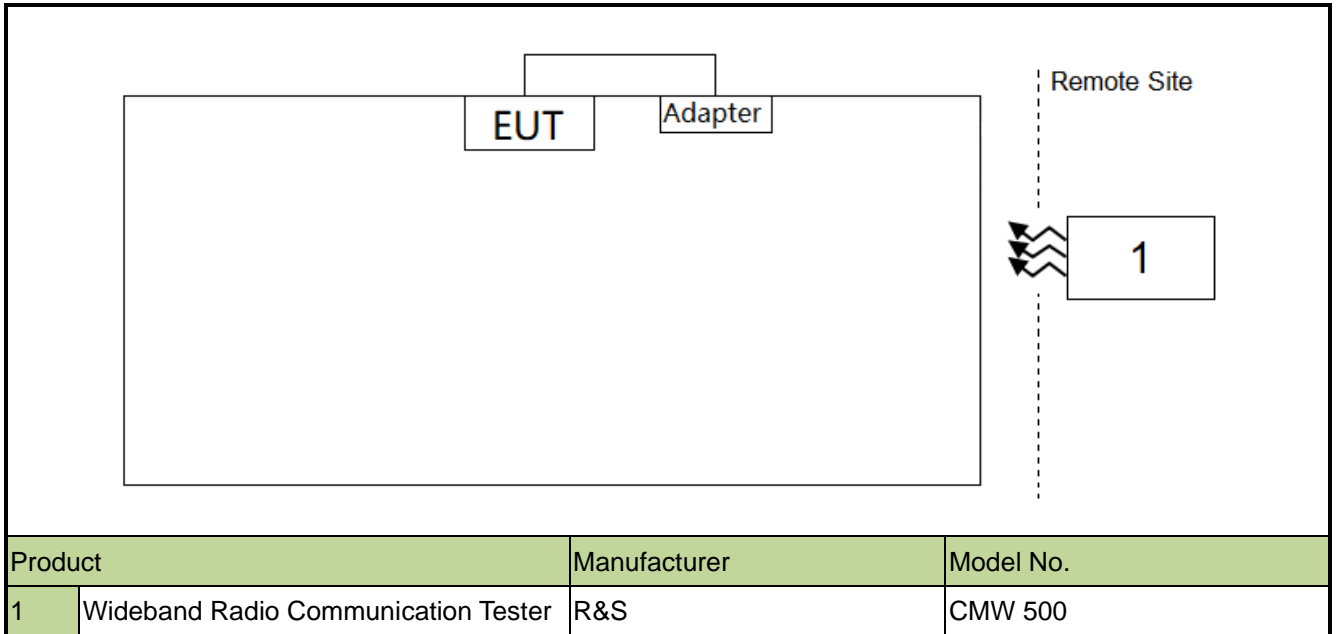 Remote Site
EUT
Adapter
1
Product Manufacturer Model No.
1 Wideband Radio Communication Tester R&S CMW 500